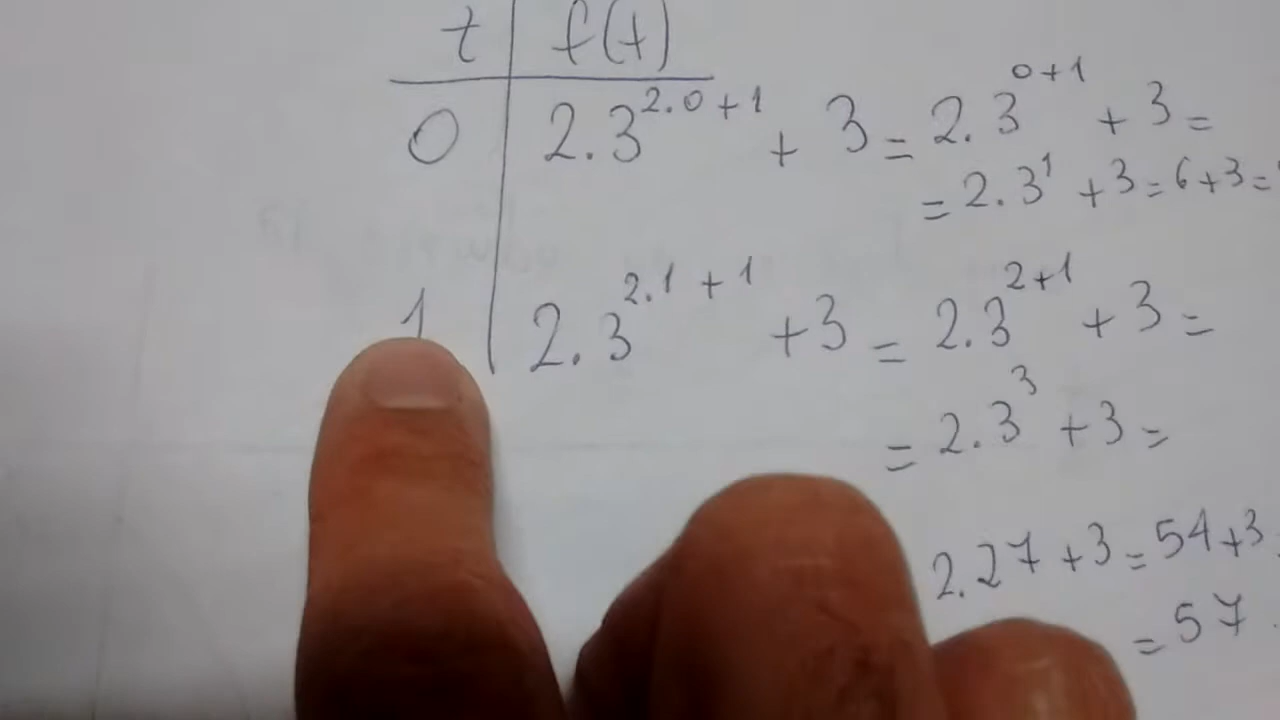 t f(t)
0 2.3^{2.0+1} + 3 = 2.3^{0+1} + 3 =
= 2.3^1 + 3 = 6+3 =
1 2.3^{2.1+1} + 3 = 2.3^{2+1} + 3 =
= 2.3^3 + 3 =
2.27 + 3 = 54+3
= 57